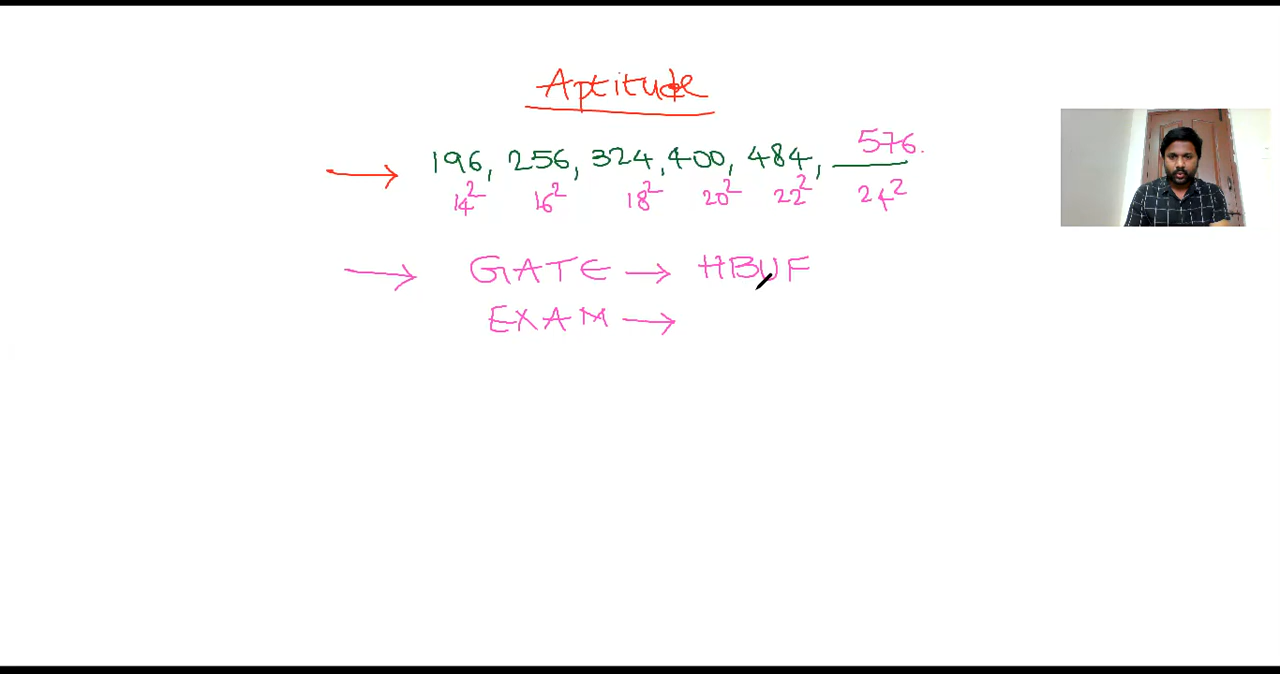 Aptitude
196, 256, 324, 400, 484, 576.
14² 16² 18² 20² 22² 24²
→ GATE → HBUF
EXAM →